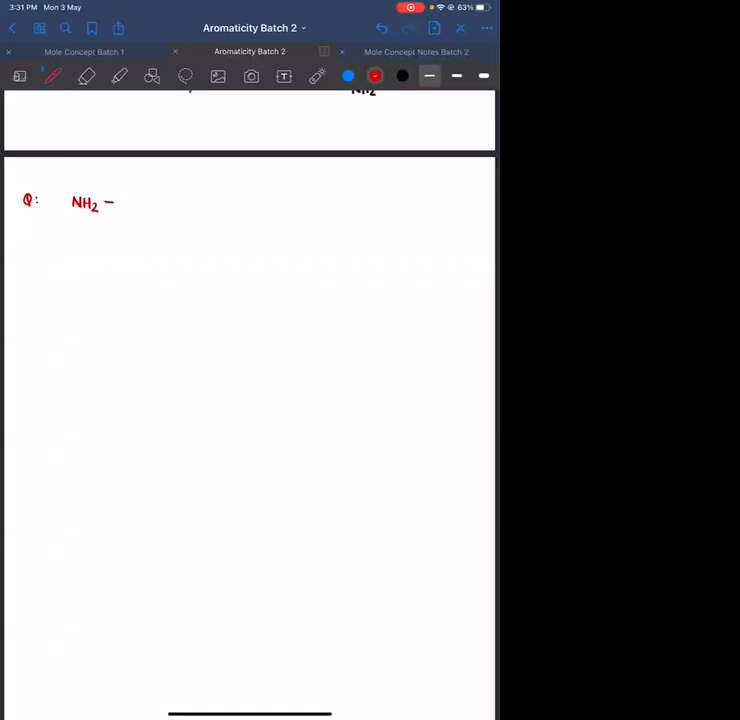 3:31 PM Mon 3 May 63%
Aromaticity Batch 2
Mole Concept Batch 1 Aromaticity Batch 2 Mole Concept Notes Batch 2
NH2
Q: NH2 –